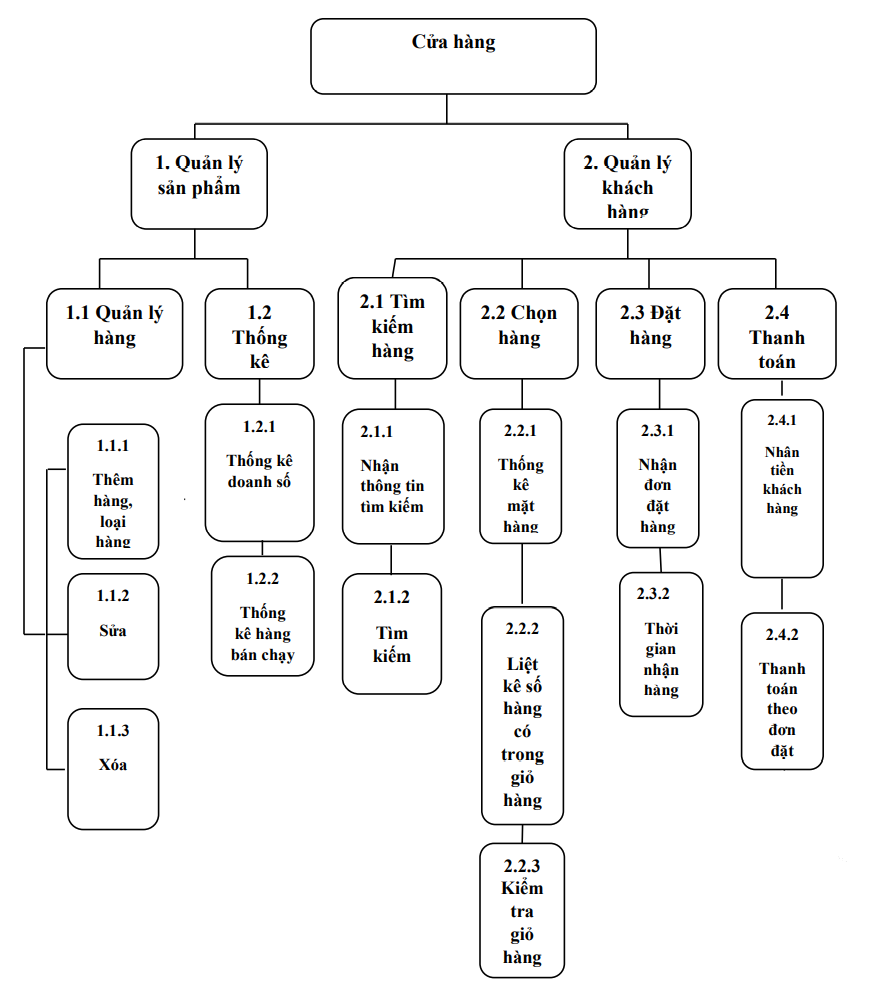 Cửa hàng
1. Quản lý
sản phẩm
2. Quản lý
khách
hàng
1.1 Quản lý
hàng
1.2
Thống
kê
2.1 Tìm
kiếm
hàng
2.2 Chọn
hàng
2.3 Đặt
hàng
2.4
Thanh
toán
1.1.1
Thêm
hàng,
loại
hàng
1.1.2
Sửa
1.1.3
Xóa
1.2.1
Thống kê
doanh số
1.2.2
Thống
kê hàng
bán chạy
2.1.1
Nhận
thông tin
tìm kiếm
2.1.2
Tìm
kiếm
2.2.1
Thống
kê
mặt
hàng
2.2.2
Liệt
kê số
hàng
có
trong
giỏ
hàng
2.2.3
Kiểm
tra
giỏ
hàng
2.3.1
Nhận
đơn
đặt
hàng
2.3.2
Thời
gian
nhận
hàng
2.4.1
Nhân
tiền
khách
hàng
2.4.2
Thanh
toán
theo
đơn
đặt